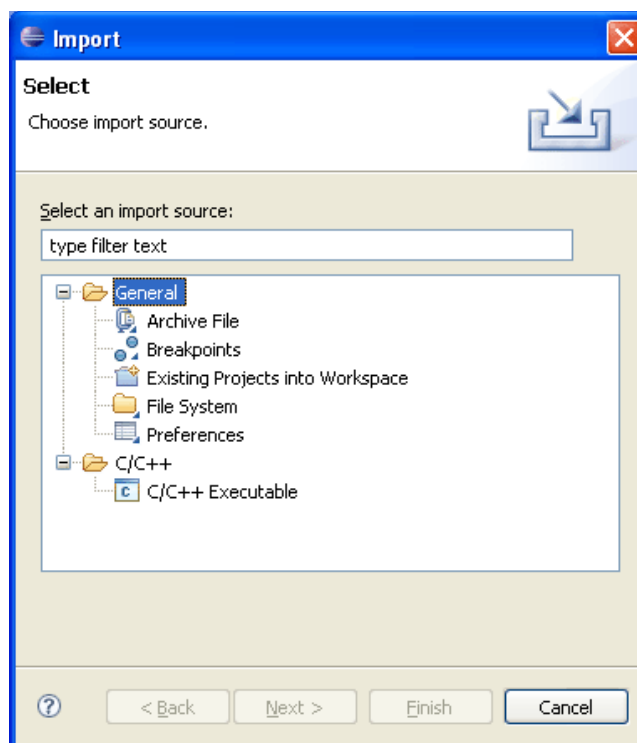 Import
Select
Choose import source.
Select an import source:
type filter text
General
Archive File
Breakpoints
Existing Projects into Workspace
File System
Preferences
C/C++
C/C++ Executable
< Back Next > Finish Cancel